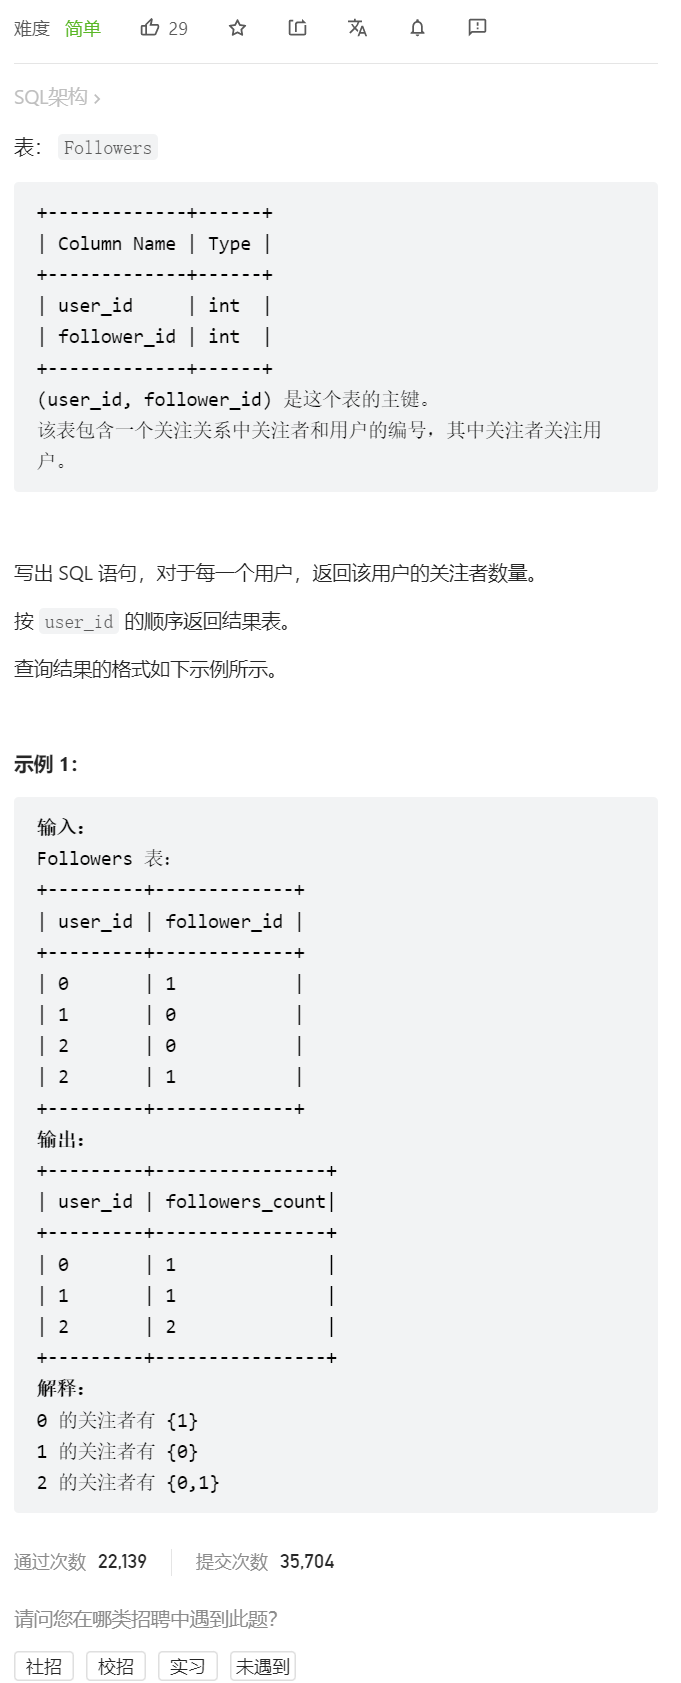 难度 简单 29
SQL架构 ›
表： Followers
+-------------+------+
| Column Name | Type |
+-------------+------+
| user_id     | int  |
| follower_id | int  |
+-------------+------+
(user_id, follower_id) 是这个表的主键。
该表包含一个关注关系中关注者和用户的编号，其中关注者关注用
户。
写出 SQL 语句，对于每一个用户，返回该用户的关注者数量。
按 user_id 的顺序返回结果表。
查询结果的格式如下示例所示。
示例 1：
输入：
Followers 表：
+---------+-------------+
| user_id | follower_id |
+---------+-------------+
| 0       | 1           |
| 1       | 0           |
| 2       | 0           |
| 2       | 1           |
+---------+-------------+
输出：
+---------+----------------+
| user_id | followers_count|
+---------+----------------+
| 0       | 1              |
| 1       | 1              |
| 2       | 2              |
+---------+----------------+
解释：
0 的关注者有 {1}
1 的关注者有 {0}
2 的关注者有 {0,1}
通过次数 22,139 提交次数 35,704
请问您在哪类招聘中遇到此题？
社招 校招 实习 未遇到